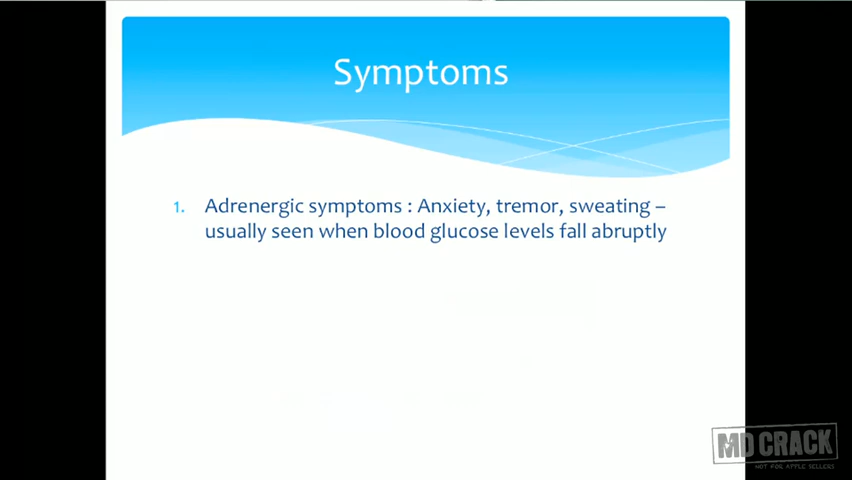 Symptoms
1. Adrenergic symptoms : Anxiety, tremor, sweating –
usually seen when blood glucose levels fall abruptly
MD CRACK
NOT FOR APPLE SELLERS